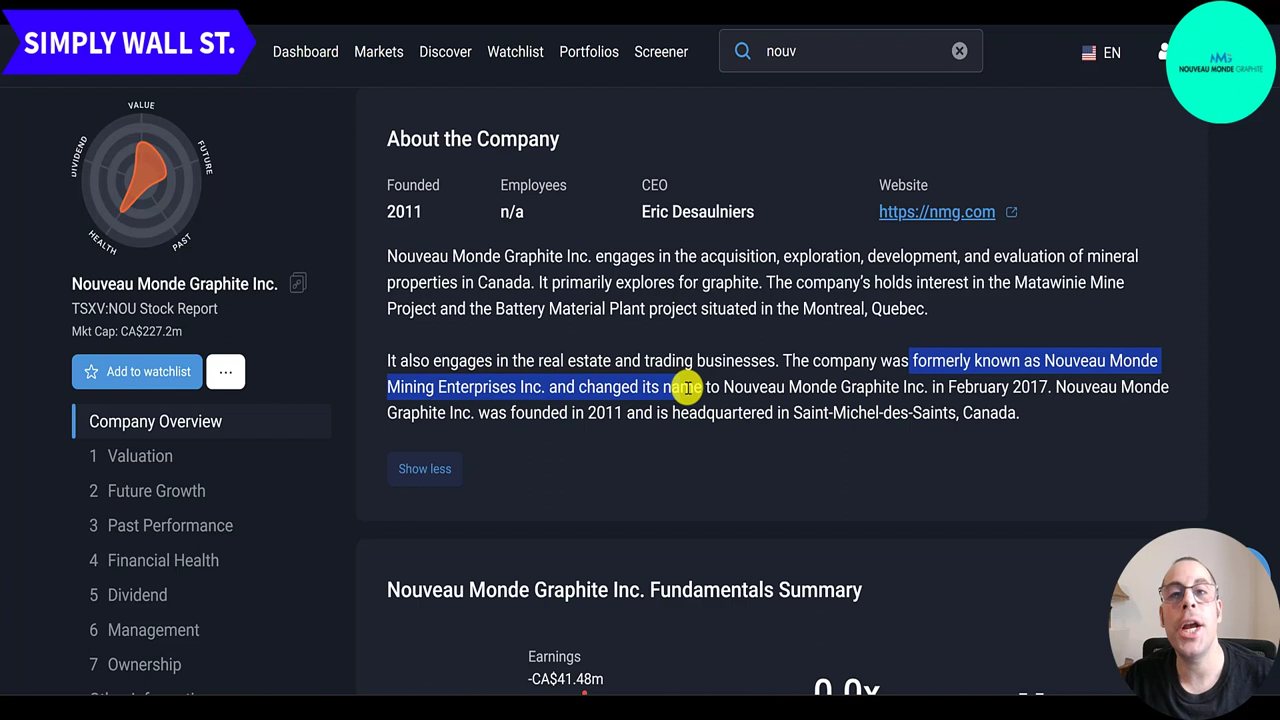 SIMPLY WALL ST.
Dashboard
Markets
Discover
Watchlist
Portfolios
Screener
nouv
EN
NMG
NOUVEAU MONDE GRAPHITE
VALUE
FUTURE
PAST
HEALTH
DIVIDEND
Nouveau Monde Graphite Inc.
TSXV:NOU Stock Report
Mkt Cap: CA$227.2m
Add to watchlist
...
Company Overview
1 Valuation
2 Future Growth
3 Past Performance
4 Financial Health
5 Dividend
6 Management
7 Ownership
About the Company
Founded
2011
Employees
n/a
CEO
Eric Desaulniers
Website
https://nmg.com
Nouveau Monde Graphite Inc. engages in the acquisition, exploration, development, and evaluation of mineral
properties in Canada. It primarily explores for graphite. The company's holds interest in the Matawinie Mine
Project and the Battery Material Plant project situated in the Montreal, Quebec.
It also engages in the real estate and trading businesses. The company was formerly known as Nouveau Monde
Mining Enterprises Inc. and changed its name to Nouveau Monde Graphite Inc. in February 2017. Nouveau Monde
Graphite Inc. was founded in 2011 and is headquartered in Saint-Michel-des-Saints, Canada.
Show less
Nouveau Monde Graphite Inc. Fundamentals Summary
Earnings
-CA$41.48m
0.0x